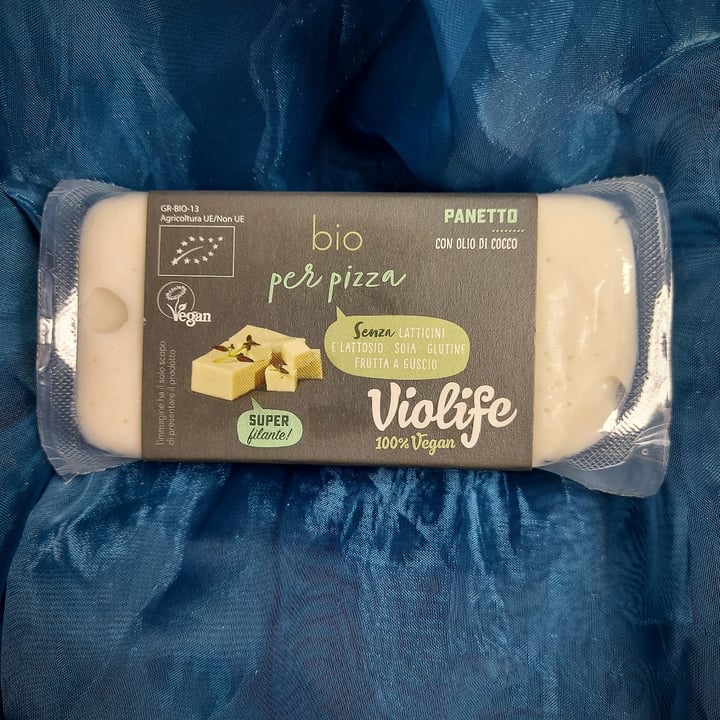 GR-BIO-13
Agricoltura UE/Non UE
Vegan
l'immagine ha | solo scopo
di presentare il prodotto
bio
per pizza
PANETTO
CON OLIO DI COCCO
Senza LATTICINI
E LATTOSIO · SOIA · GLUTINE
FRUTTA A GUSCIO
SUPER
filante!
Violife
100% Vegan